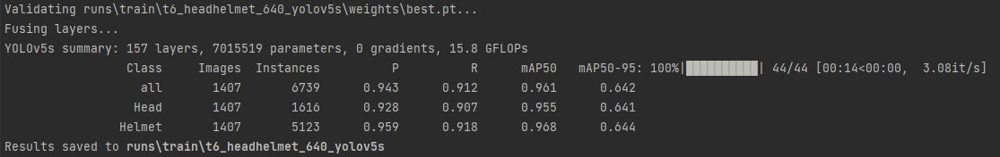 Validating runs\train\t6_headhelmet_640_yolov5s\weights\best.pt...
Fusing layers...
YOLOv5s summary: 157 layers, 7015519 parameters, 0 gradients, 15.8 GFLOPs
Class Images Instances P R mAP50 mAP50-95: 100%|██████████| 44/44 [00:14<00:00, 3.08it/s]
all 1407 6739 0.943 0.912 0.961 0.642
Head 1407 1616 0.928 0.907 0.955 0.641
Helmet 1407 5123 0.959 0.918 0.968 0.644
Results saved to runs\train\t6_headhelmet_640_yolov5s